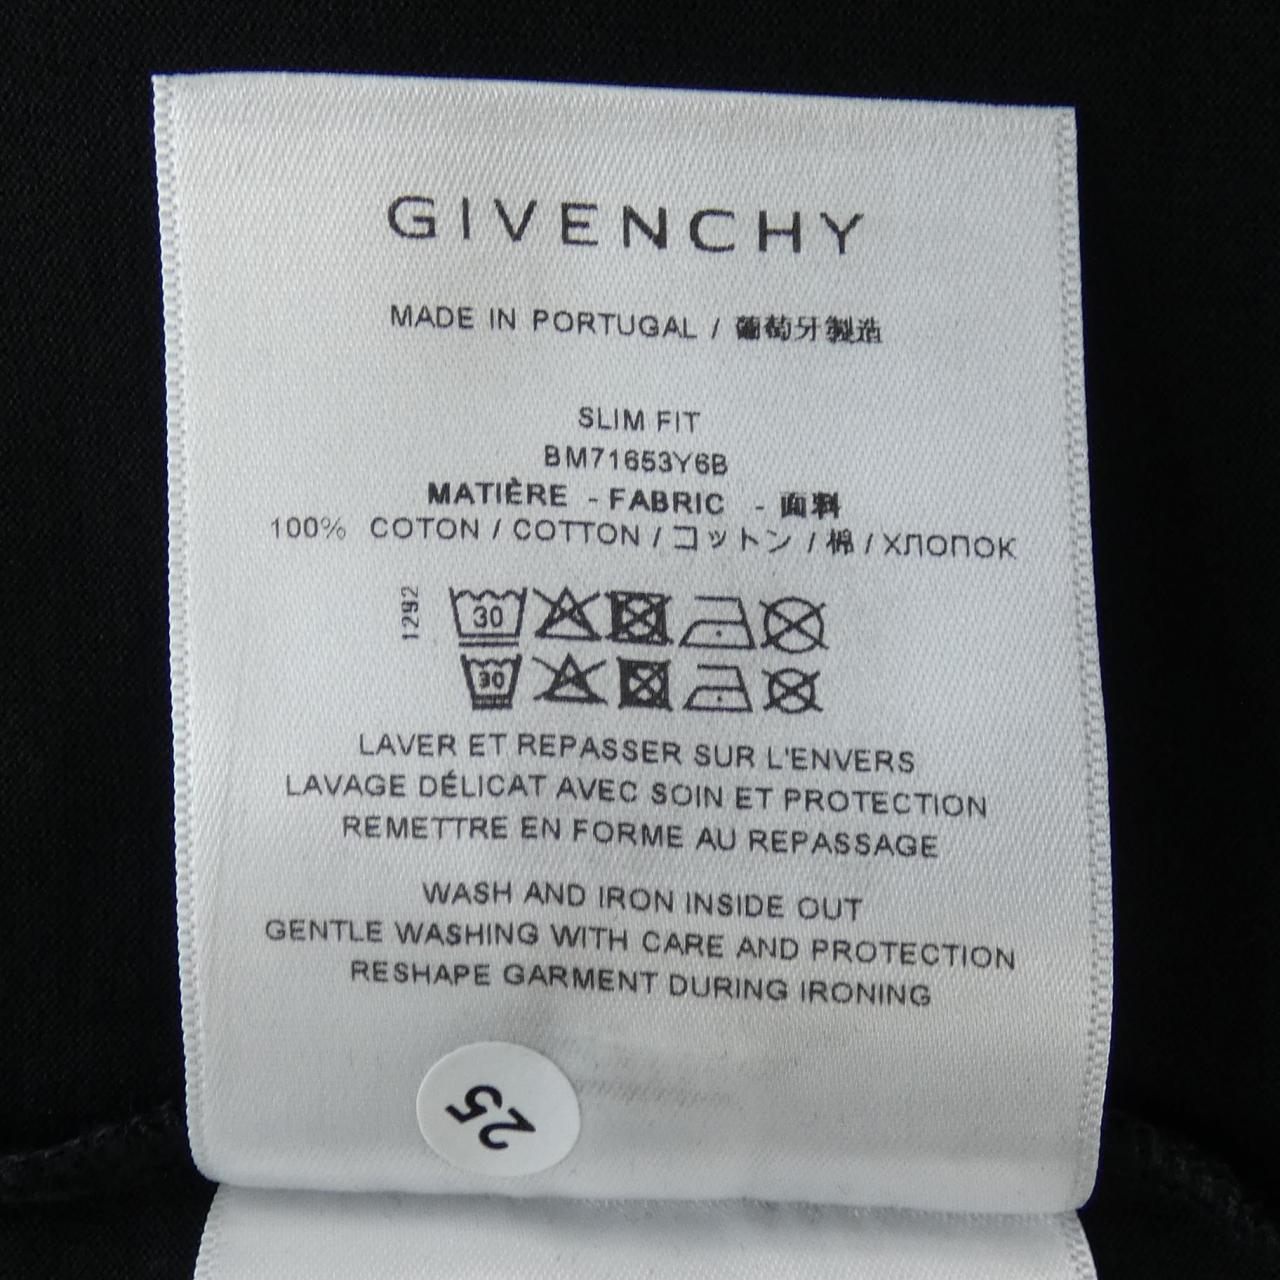 GIVENCHY
MADE IN PORTUGAL / 葡萄牙製造
SLIM FIT
BM71653Y6B
MATIÈRE - FABRIC - 面料
100% COTON / COTTON / コットン / 棉 / ХЛОПОК
1292
30
30
LAVER ET REPASSER SUR L'ENVERS
LAVAGE DÉLICAT AVEC SOIN ET PROTECTION
REMETTRE EN FORME AU REPASSAGE
WASH AND IRON INSIDE OUT
GENTLE WASHING WITH CARE AND PROTECTION
RESHAPE GARMENT DURING IRONING
25